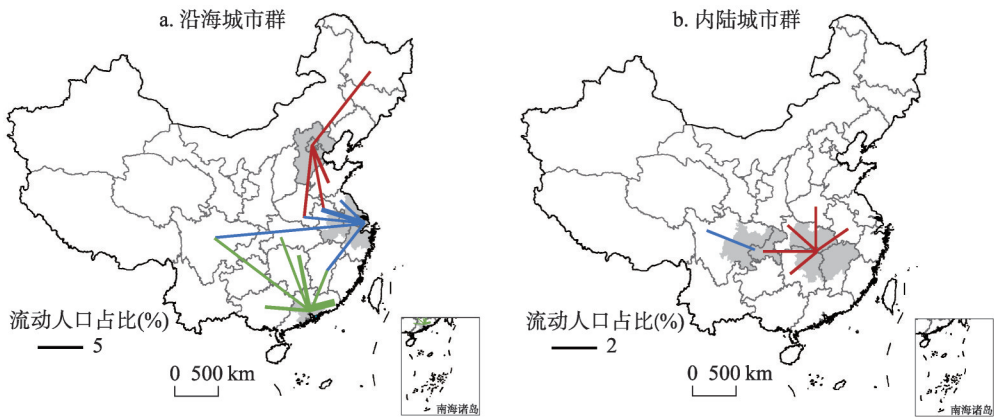 a. 沿海城市群
流动人口占比(%)
5
0 500 km
南海诸岛
b. 内陆城市群
流动人口占比(%)
2
0 500 km
南海诸岛